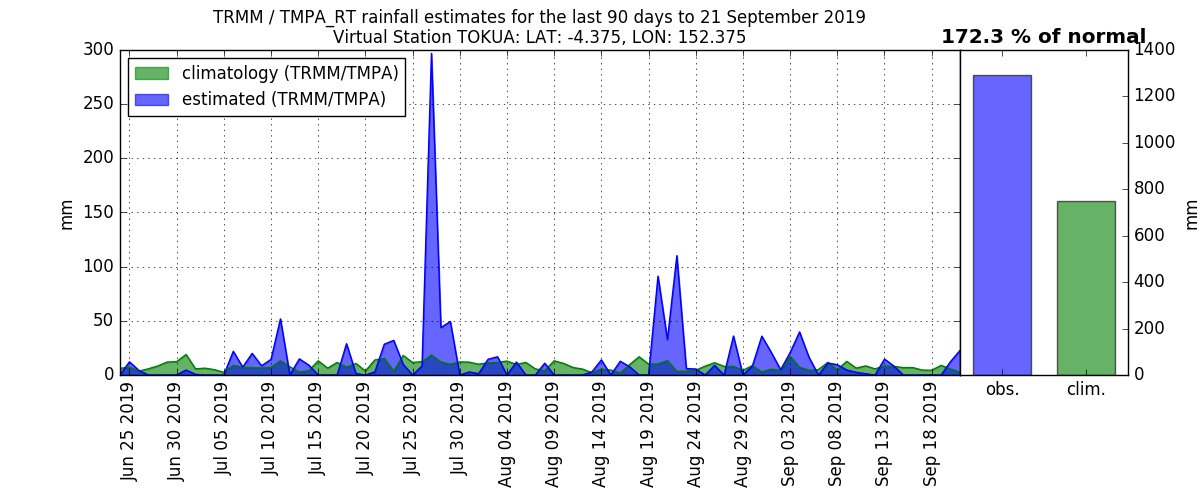 TRMM / TMPA_RT rainfall estimates for the last 90 days to 21 September 2019
Virtual Station TOKUA: LAT: -4.375, LON: 152.375
172.3 % of normal
climatology (TRMM/TMPA)
estimated (TRMM/TMPA)
mm
300
250
200
150
100
50
0
Jun 25 2019
Jun 30 2019
Jul 05 2019
Jul 10 2019
Jul 15 2019
Jul 20 2019
Jul 25 2019
Jul 30 2019
Aug 04 2019
Aug 09 2019
Aug 14 2019
Aug 19 2019
Aug 24 2019
Aug 29 2019
Sep 03 2019
Sep 08 2019
Sep 13 2019
Sep 18 2019
1400
1200
1000
800
600
400
200
0
mm
obs.
clim.